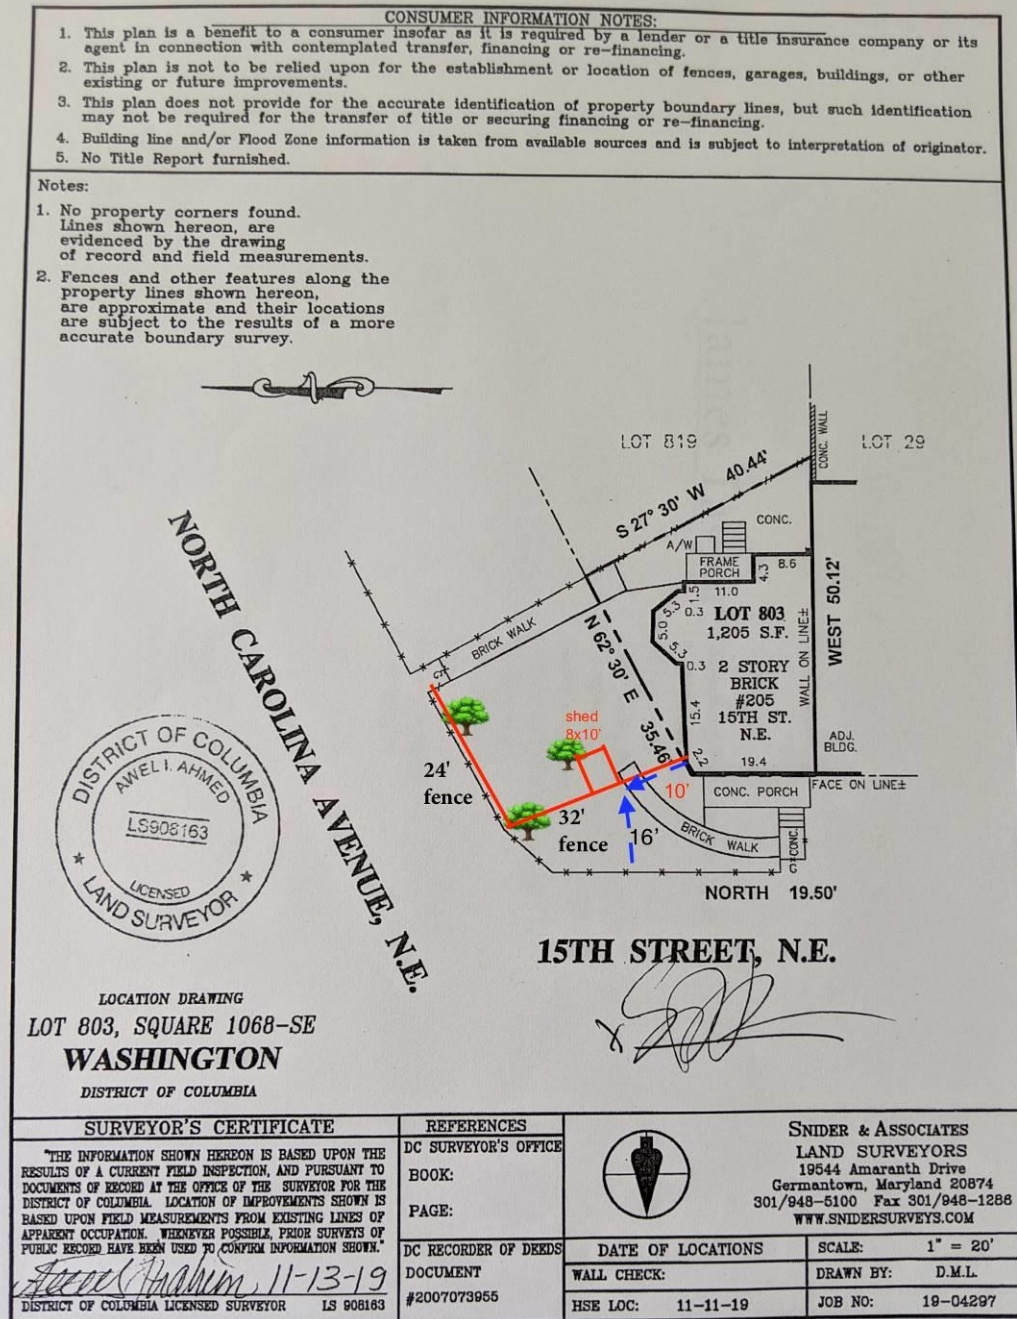 CONSUMER INFORMATION NOTES:
1. This plan is a benefit to a consumer insofar as it is required by a lender or a title insurance company or its
agent in connection with contemplated transfer, financing or re-financing.
2. This plan is not to be relied upon for the establishment or location of fences, garages, buildings, or other
existing or future improvements.
3. This plan does not provide for the accurate identification of property boundary lines, but such identification
may not be required for the transfer of title or securing financing or re-financing.
4. Building line and/or Flood Zone information is taken from available sources and is subject to interpretation of originator.
5. No Title Report furnished.
Notes:
1. No property corners found.
Lines shown hereon, are
evidenced by the drawing
of record and field measurements.
2. Fences and other features along the
property lines shown hereon,
are approximate and their locations
are subject to the results of a more
accurate boundary survey.
LOT 819
CONC. WALL
LOT 29
S 27° 30' W 40.44'
CONC.
A/W
FRAME
PORCH
4.3
8.6
11.0
1.5
5.3
0.3
LOT 803
1,205 S.F.
5.0
5.3
0.3
2 STORY
BRICK
#205
15TH ST.
N.E.
WALL ON LINE±
WEST 50.12'
BRICK WALK
N 62° 30' E 35.46'
15.4
2.2
19.4
ADJ.
BLDG.
FACE ON LINE±
CONC. PORCH
G
shed
8x10'
10'
24'
fence
32'
fence
16'
BRICK WALK
CONC.
G
NORTH 19.50'
NORTH CAROLINA AVENUE, N.E.
15TH STREET, N.E.
DISTRICT OF COLUMBIA
AWEL I. AHMED
LS908163
LICENSED
LAND SURVEYOR
LOCATION DRAWING
LOT 803, SQUARE 1068-SE
WASHINGTON
DISTRICT OF COLUMBIA
SURVEYOR'S CERTIFICATE
"THE INFORMATION SHOWN HEREON IS BASED UPON THE
RESULTS OF A CURRENT FIELD INSPECTION, AND PURSUANT TO
DOCUMENTS OF RECORD AT THE OFFICE OF THE SURVEYOR FOR THE
DISTRICT OF COLUMBIA. LOCATION OF IMPROVEMENTS SHOWN IS
BASED UPON FIELD MEASUREMENTS FROM EXISTING LINES OF
APPARENT OCCUPATION. WHENEVER POSSIBLE, PRIOR SURVEYS OF
PUBLIC RECORD HAVE BEEN USED TO CONFIRM INFORMATION SHOWN."
11-13-19
DISTRICT OF COLUMBIA LICENSED SURVEYOR LS 908163
REFERENCES
DC SURVEYOR'S OFFICE
BOOK:
PAGE:
DC RECORDER OF DEEDS
DOCUMENT
#2007073955
SNIDER & ASSOCIATES
LAND SURVEYORS
19544 Amaranth Drive
Germantown, Maryland 20874
301/948-5100 Fax 301/948-1286
WWW.SNIDERSURVEYS.COM
DATE OF LOCATIONS
WALL CHECK:
HSE LOC: 11-11-19
SCALE: 1" = 20'
DRAWN BY: D.M.L.
JOB NO: 19-04297